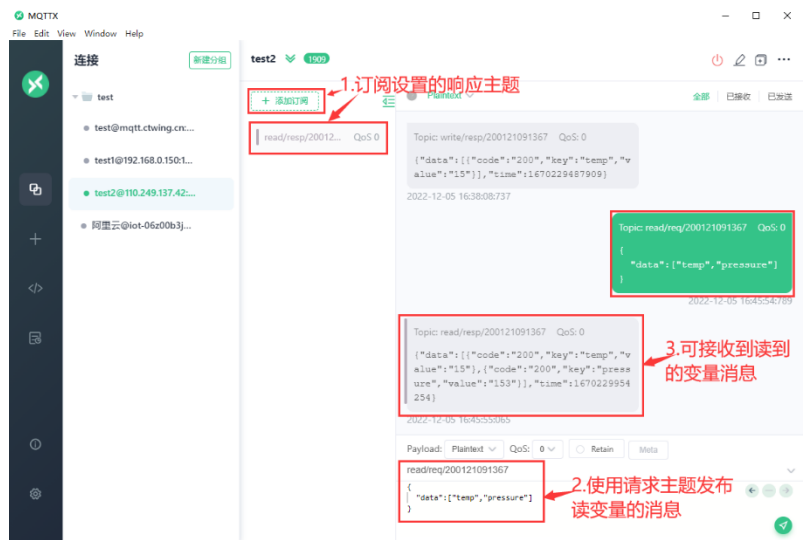 MQTTX
File Edit View Window Help
连接
新建分组
test2
1909
1.订阅设置的响应主题
+ 添加订阅
Plaintext
全部
已接收
已发送
test
test@mqtt.ctwing.cn:...
test1@192.168.0.150:1...
test2@110.249.137.42:...
阿里云@iot-06z00b3j...
read/resp/20012... QoS 0
Topic: write/resp/200121091367 QoS: 0
{"data":[{"code":"200","key":"temp","v
alue":"15"}],"time":1670229487909}
2022-12-05 16:38:08:737
Topic: read/req/200121091367 QoS: 0
{
"data":["temp","pressure"]
}
2022-12-05 16:45:54:789
Topic: read/resp/200121091367 QoS: 0
{"data":[{"code":"200","key":"temp","v
alue":"15"},{"code":"200","key":"press
ure","value":"153"}],"time":1670229954
254}
2022-12-05 16:45:55:065
3.可接收到读到
的变量消息
Payload: Plaintext QoS: 0 Retain Meta
read/req/200121091367
{
"data":["temp","pressure"]
}
2.使用请求主题发布
读变量的消息